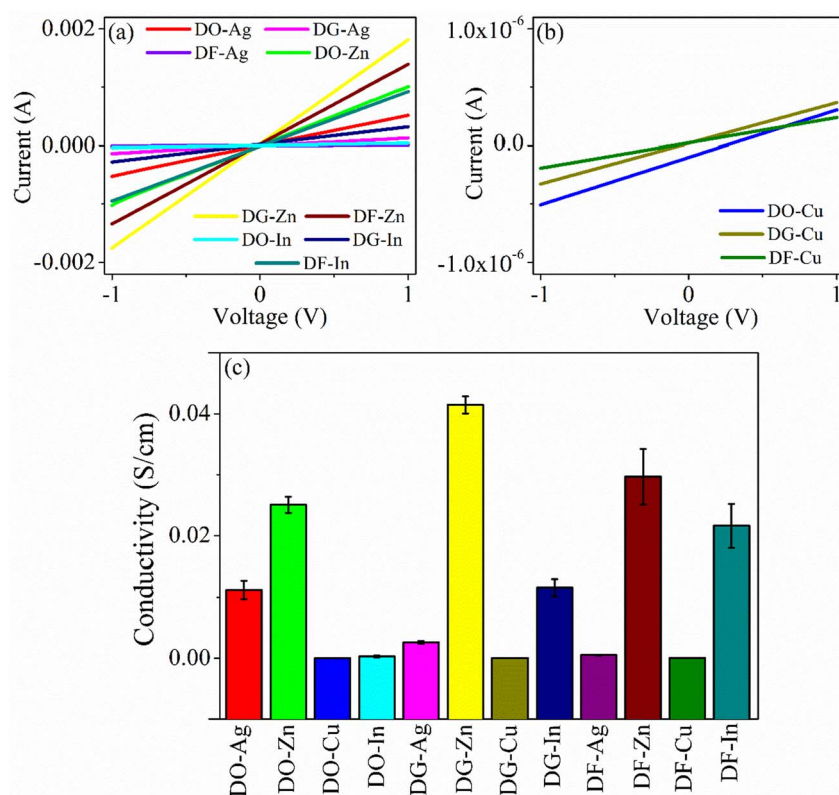 (a)
DO-Ag DG-Ag
DF-Ag DO-Zn
0.002
0.000
-0.002
Current (A)
DG-Zn DF-Zn
DO-In DG-In
DF-In
-1 0 1
Voltage (V)
(b)
1.0x10⁻⁶
0.0
-1.0x10⁻⁶
Current (A)
DO-Cu
DG-Cu
DF-Cu
-1 0 1
Voltage (V)
(c)
0.04
0.02
0.00
Conductivity (S/cm)
DO-Ag
DO-Zn
DO-Cu
DO-In
DG-Ag
DG-Zn
DG-Cu
DG-In
DF-Ag
DF-Zn
DF-Cu
DF-In